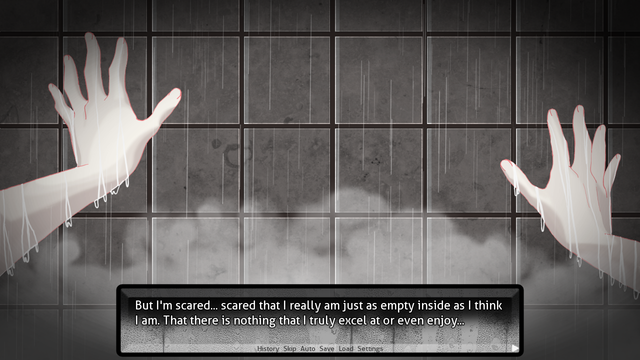 But I'm scared... scared that I really am just as empty inside as I think
I am. That there is nothing that I truly excel at or even enjoy...
History Skip Auto Save Load Settings